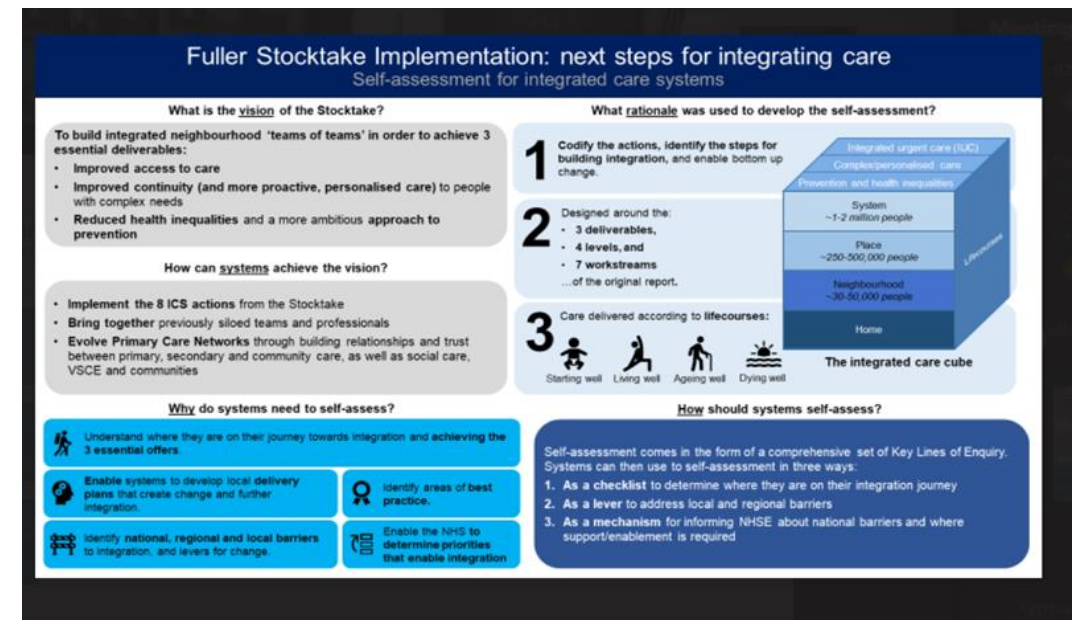 Fuller Stocktake Implementation: next steps for integrating care
Self-assessment for integrated care systems
What is the vision of the Stocktake?
To build integrated neighbourhood 'teams of teams' in order to achieve 3
essential deliverables:
• Improved access to care
• Improved continuity (and more proactive, personalised care) to people
with complex needs
• Reduced health inequalities and a more ambitious approach to
prevention
How can systems achieve the vision?
• Implement the 8 ICS actions from the Stocktake
• Bring together previously siloed teams and professionals
• Evolve Primary Care Networks through building relationships and trust
between primary, secondary and community care, as well as social care,
VSCE and communities
What rationale was used to develop the self-assessment?
1
Codify the actions, identify the steps for
building integration, and enable bottom up
change.
2
Designed around the:
• 3 deliverables,
• 4 levels, and
• 7 workstreams
…of the original report.
3
Care delivered according to lifecourses:
Starting well
Living well
Ageing well
Dying well
Integrated urgent care (IUC)
Complex/personalised care
Prevention and health inequalities
System
~1-2 million people
Place
~250-500,000 people
Neighbourhood
~30-50,000 people
Home
Lifecourses
The integrated care cube
Why do systems need to self-assess?
Understand where they are on their journey towards integration and achieving the
3 essential offers.
Enable systems to develop local delivery
plans that create change and further
integration.
Identify areas of best
practice.
Identify national, regional and local barriers
to integration, and levers for change.
Enable the NHS to
determine priorities
that enable integration
How should systems self-assess?
Self-assessment comes in the form of a comprehensive set of Key Lines of Enquiry.
Systems can then use to self-assessment in three ways:
1. As a checklist to determine where they are on their integration journey
2. As a lever to address local and regional barriers
3. As a mechanism for informing NHSE about national barriers and where
support/enablement is required